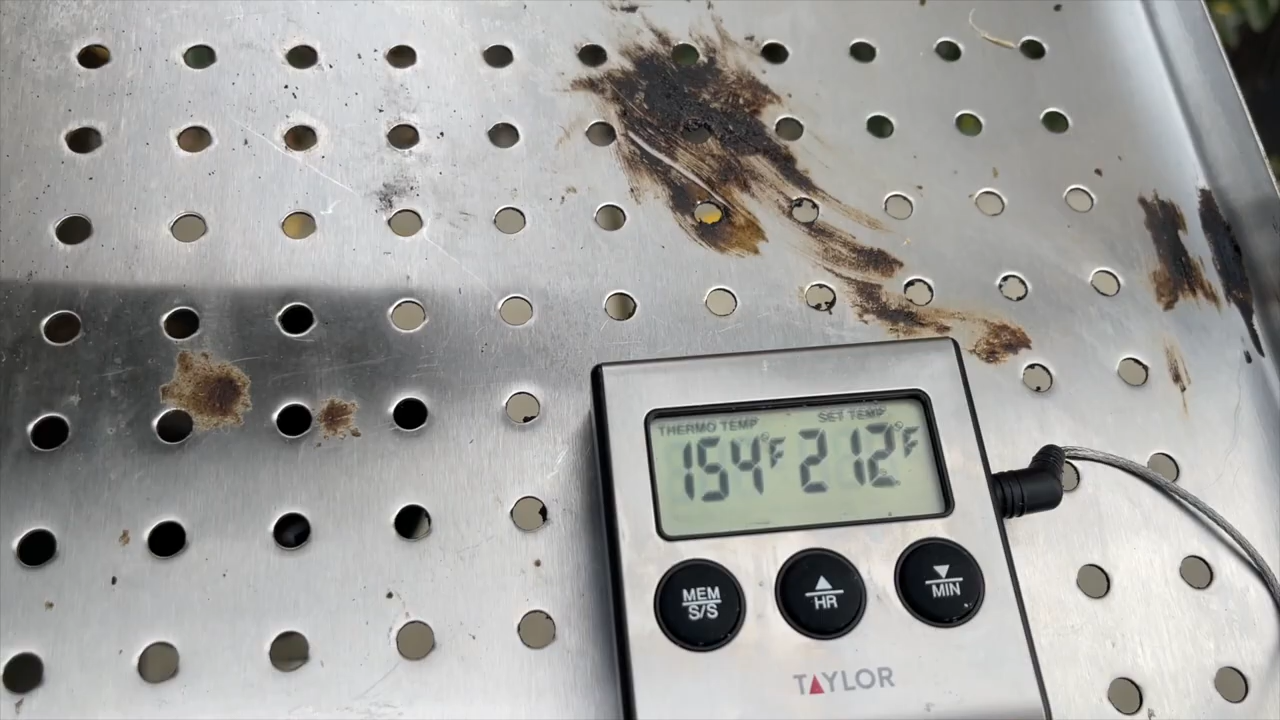 THERMO TEMP SET TEMP
154°F 212°F
MEM
S/S
HR
MIN
TAYLOR